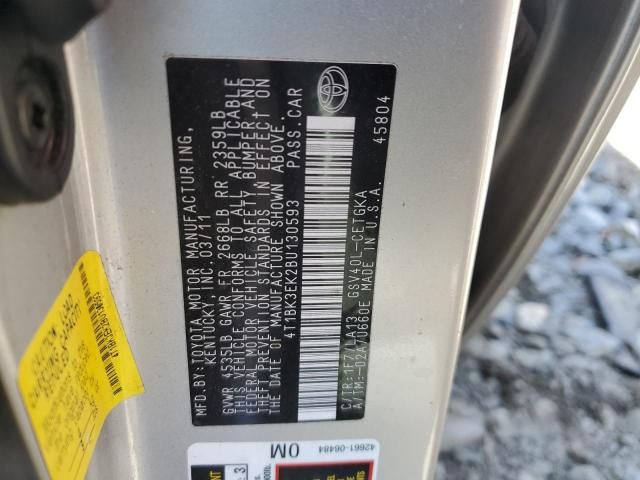 MFD.BY: TOYOTA MOTOR MANUFACTURING,
KENTUCKY, INC. 03/11
GVWR 4535LB GAWR FR 2668LB RR 2359LB
THIS VEHICLE CONFORMS TO ALL APPLICABLE
FEDERAL MOTOR VEHICLE SAFETY, BUMPER, AND
THEFT PREVENTION STANDARDS IN EFFECT ON
THE DATE OF MANUFACTURE SHOWN ABOVE.
4T1BK3EK2BU130593 PASS.CAR
C/TR: 1F7/LA13 GSV40L-CETGKA
A/TM: -024/U660E MADE IN U.S.A.
45804
42661-06484
0M